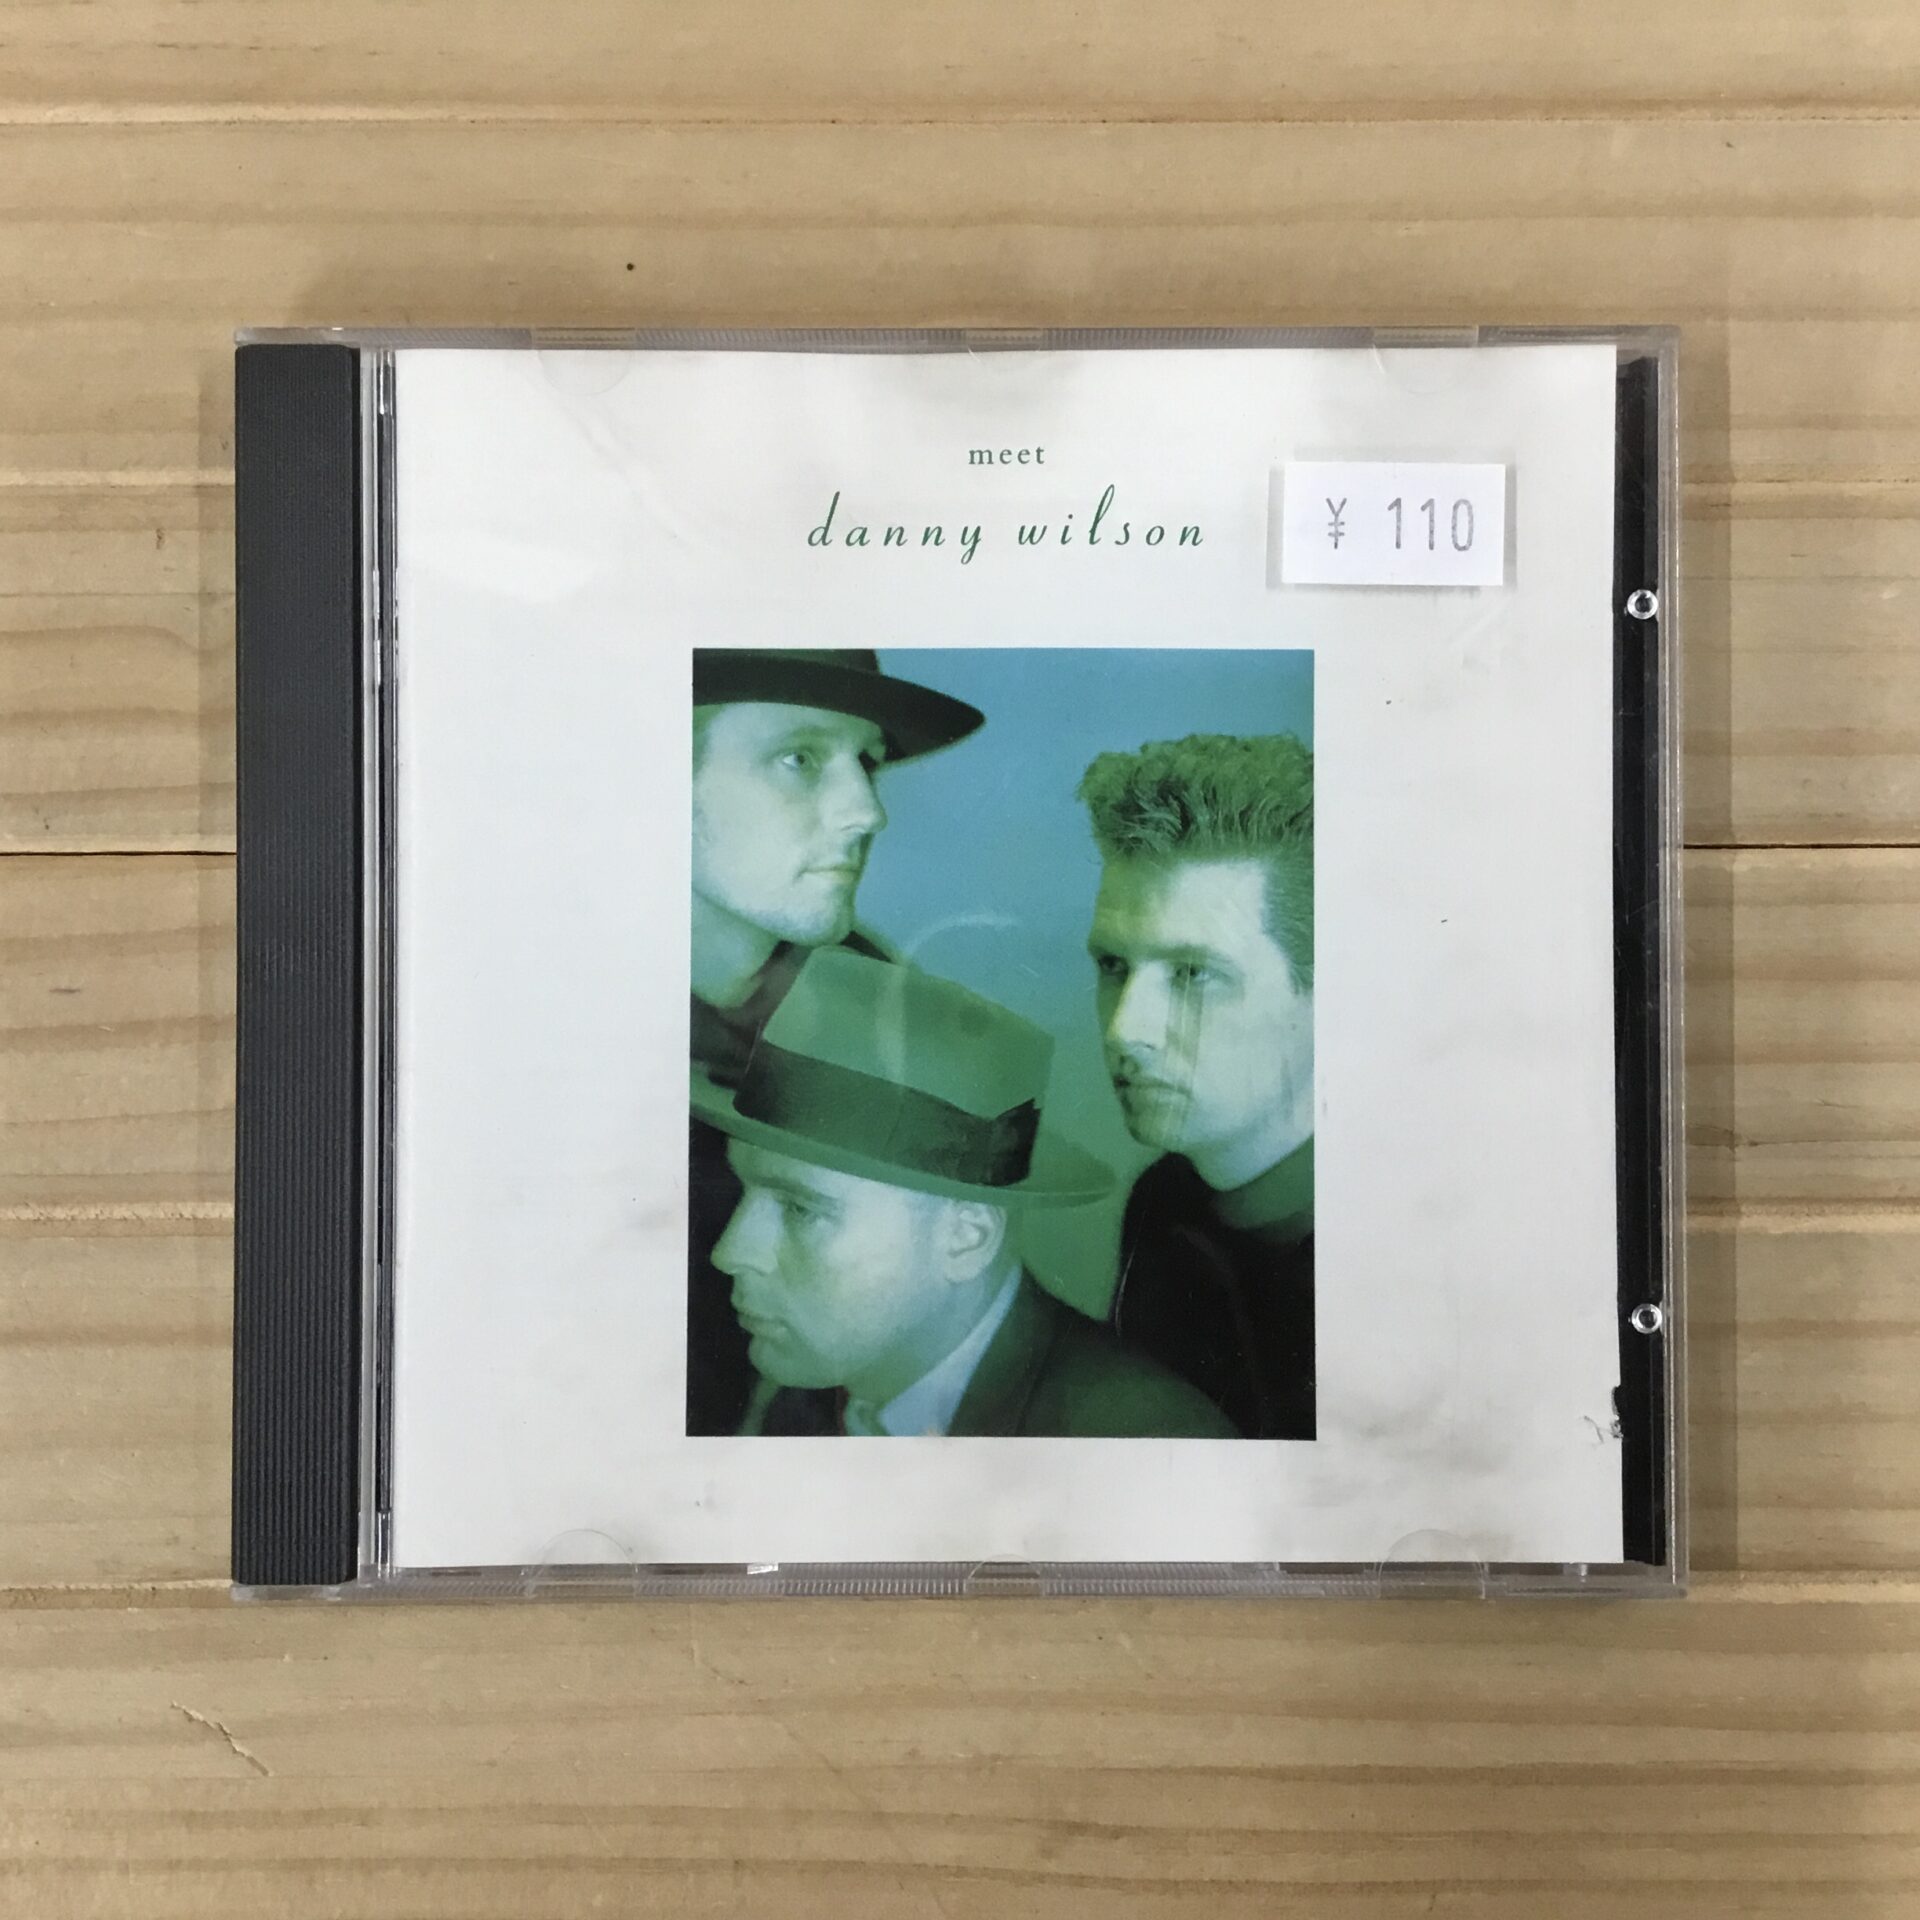 meet
danny wilson
¥ 110